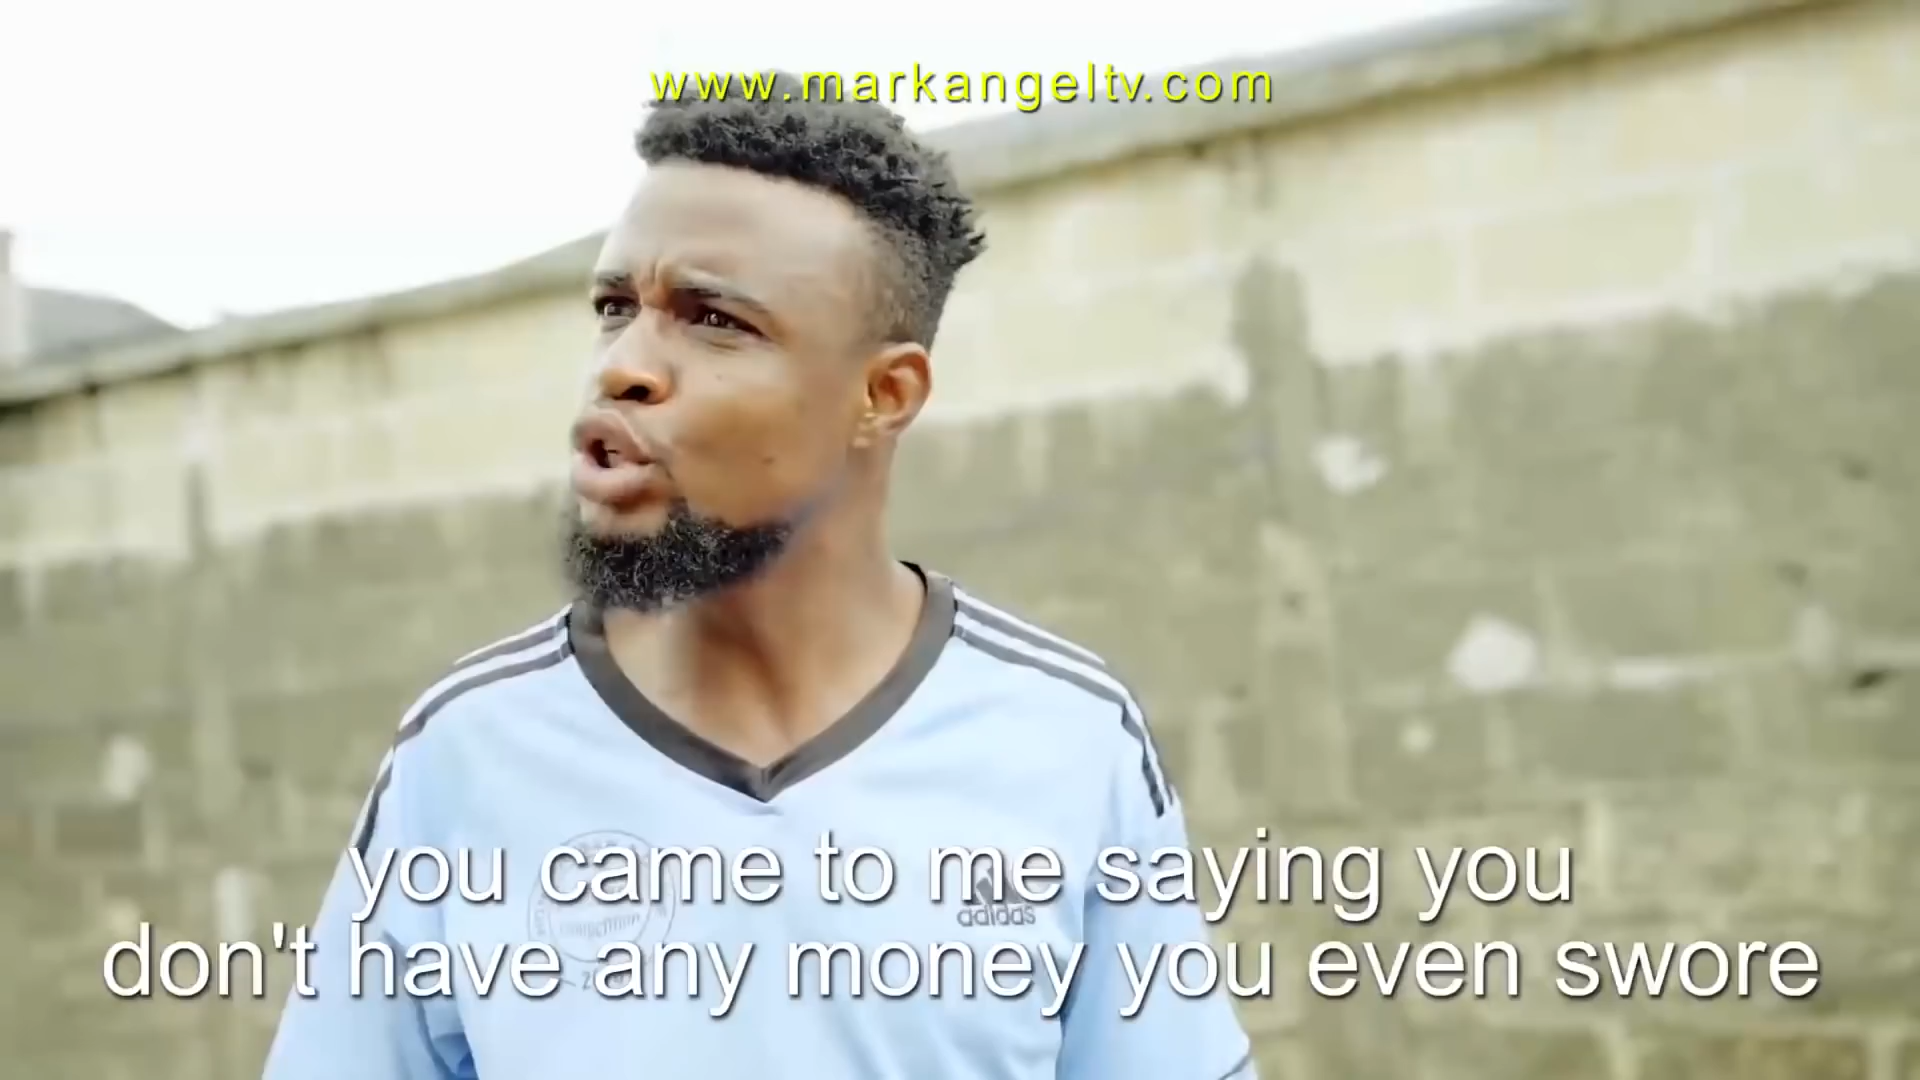 www.markangeltv.com
you came to me saying you
adidas
don't have any money you even swore